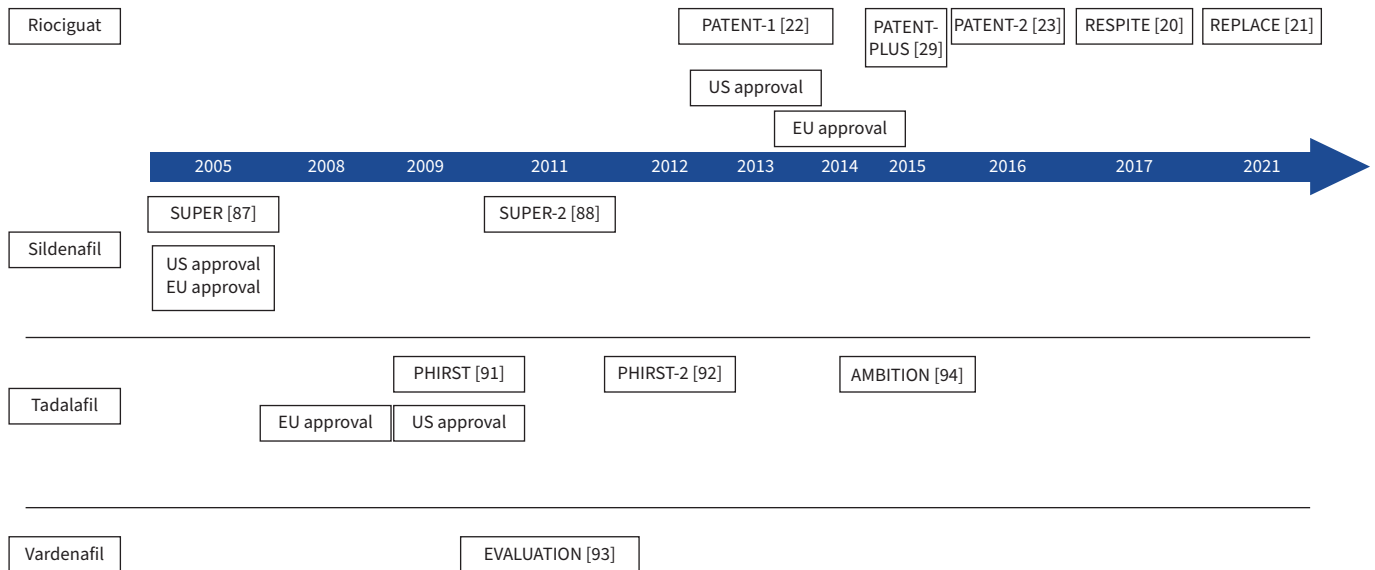 Riociguat
PATENT-1 [22]
PATENT-
PLUS [29]
PATENT-2 [23]
RESPITE [20]
REPLACE [21]
US approval
EU approval
2005 2008 2009 2011 2012 2013 2014 2015 2016 2017 2021
SUPER [87]
SUPER-2 [88]
Sildenafil
US approval
EU approval
PHIRST [91]
PHIRST-2 [92]
AMBITION [94]
Tadalafil
EU approval
US approval
Vardenafil
EVALUATION [93]